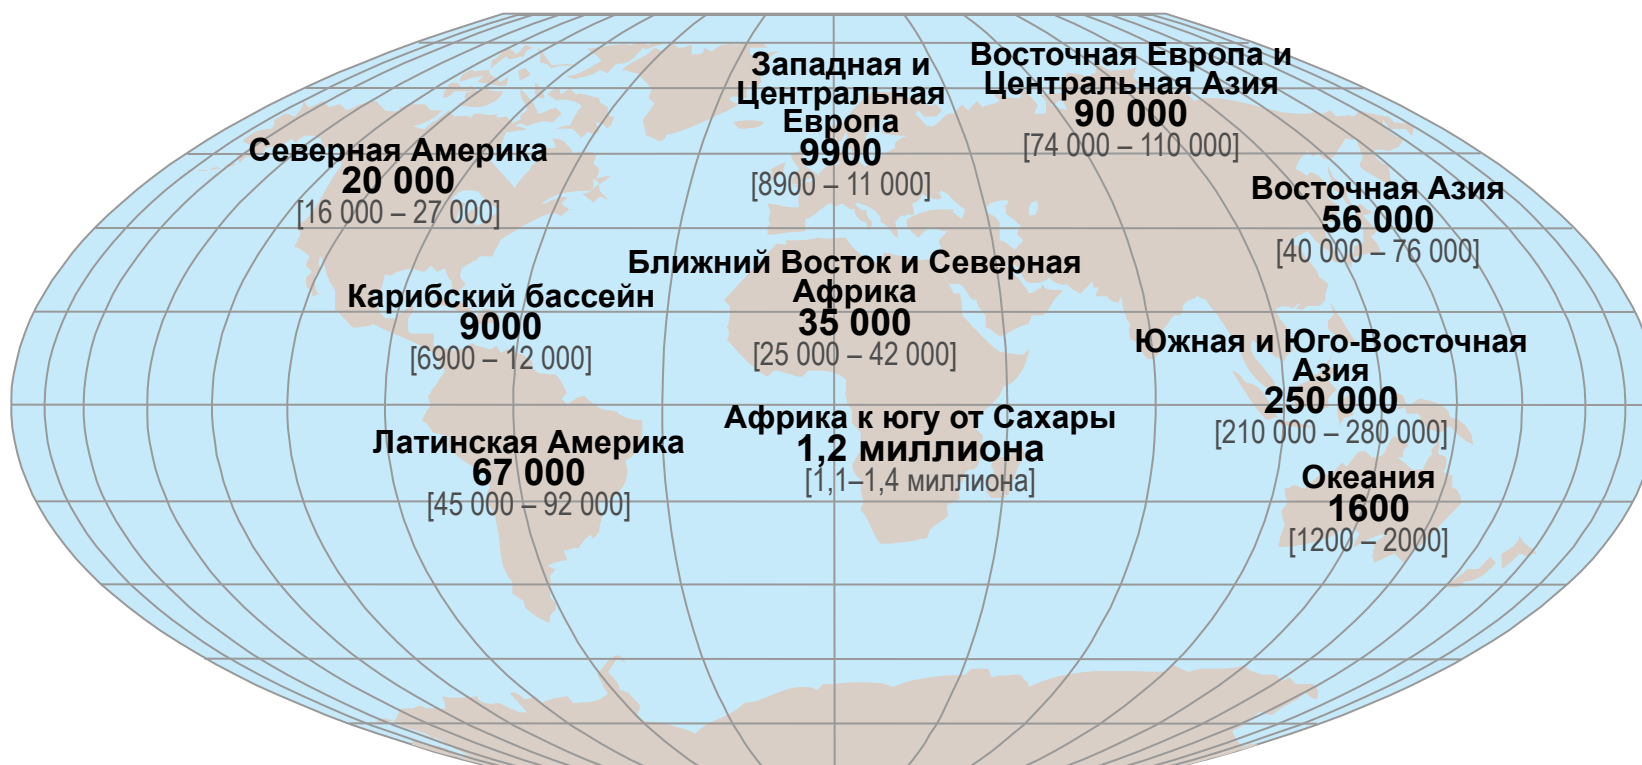 Западная и
Центральная
Европа
9900
[8900 – 11 000]
Восточная Европа и
Центральная Азия
90 000
[74 000 – 110 000]
Северная Америка
20 000
[16 000 – 27 000]
Восточная Азия
56 000
[40 000 – 76 000]
Ближний Восток и Северная
Африка
35 000
[25 000 – 42 000]
Карибский бассейн
9000
[6900 – 12 000]
Южная и Юго-Восточная
Азия
250 000
[210 000 – 280 000]
Африка к югу от Сахары
1,2 миллиона
[1,1–1,4 миллиона]
Латинская Америка
67 000
[45 000 – 92 000]
Океания
1600
[1200 – 2000]